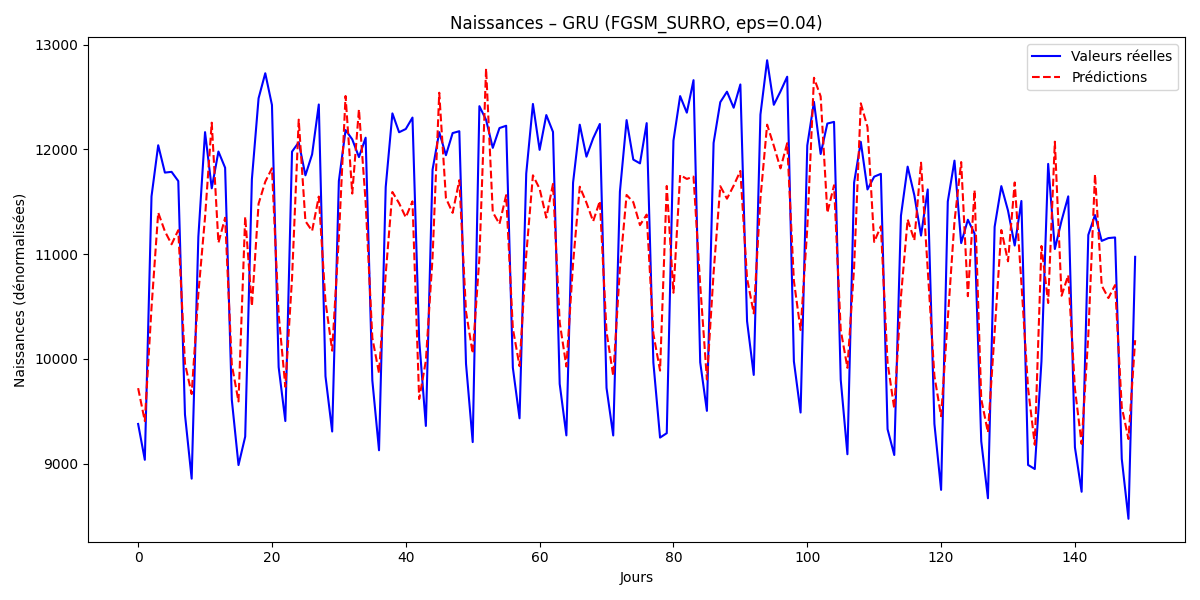 Naissances – GRU (FGSM_SURRO, eps=0.04)
Valeurs réelles
Prédictions
Naissances (dénormalisées)
13000
12000
11000
10000
9000
0 20 40 60 80 100 120 140
Jours